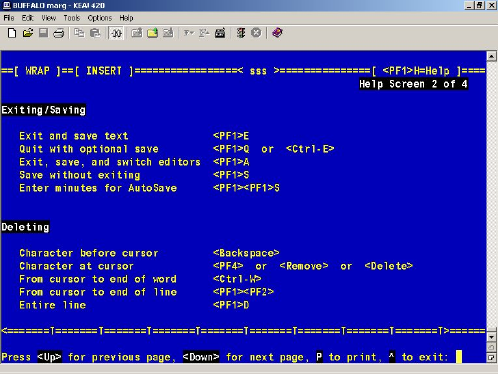 BUFFALO marg - KEA! 420
File Edit View Tools Options Help
==[ WRAP ]==[ INSERT ]================< sss >==============[ <PF1>H=Help ]====
Help Screen 2 of 4
Exiting/Saving
Exit and save text <PF1>E
Quit with optional save <PF1>Q or <Ctrl-E>
Exit, save, and switch editors <PF1>A
Save without exiting <PF1>S
Enter minutes for AutoSave <PF1><PF1>S
Deleting
Character before cursor <Backspace>
Character at cursor <PF4> or <Remove> or <Delete>
From cursor to end of word <Ctrl-W>
From cursor to end of line <PF1><PF2>
Entire line <PF1>D
<=======T=======T=======T=======T=======T=======T=======T=======T=======T>======
Press <Up> for previous page, <Down> for next page, P to print, ^ to exit: